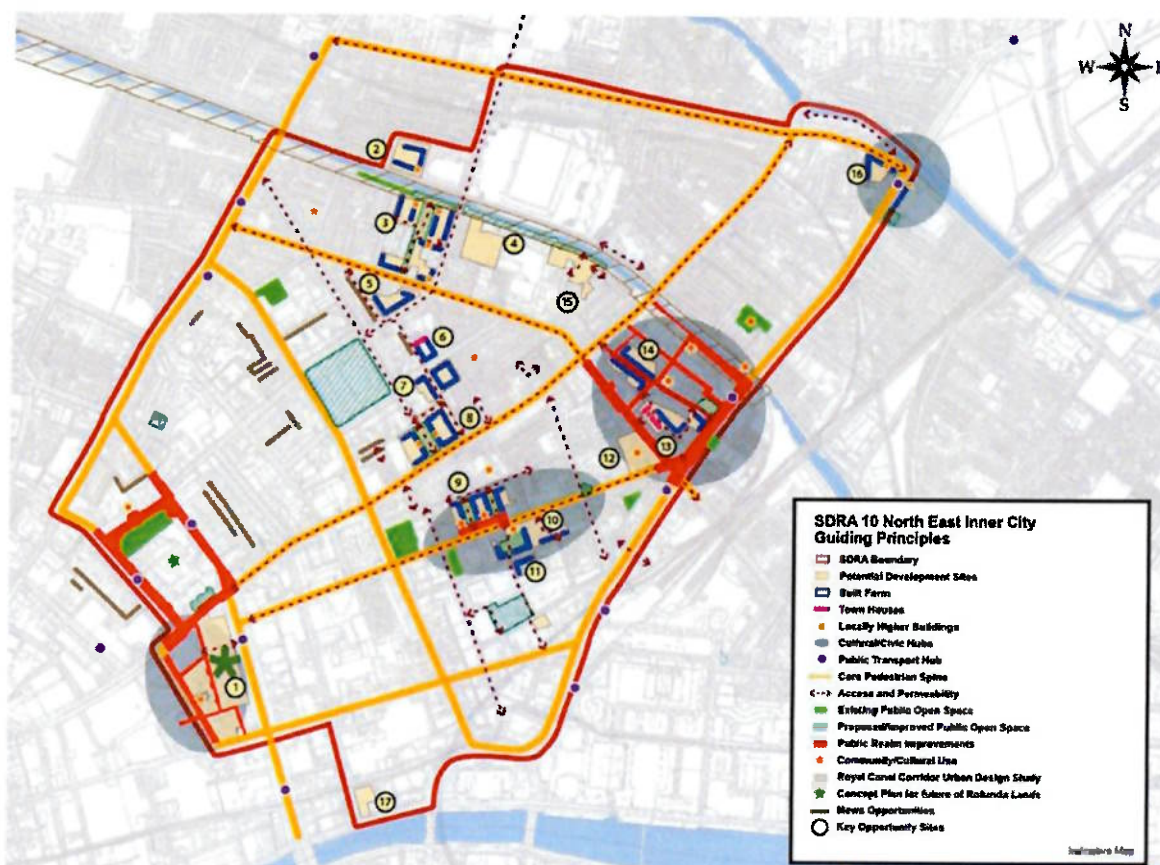 N
W E
S
2
16
3
4
5
15
6
14
7
8
13
12
9
10
11
1
17
SDRA 10 North East Inner City
Guiding Principles
SDRA Boundary
Potential Development Sites
Built Form
Town Houses
Locally Higher Buildings
Cultural/Civic Hubs
Public Transport Hub
Core Pedestrian Spine
Access and Permeability
Existing Public Open Space
Proposed/improved Public Open Space
Public Realm Improvements
Community/Cultural Use
Royal Canal Corridor Urban Design Study
Concept Plan for future of Rotunda Lands
Mews Opportunities
Key Opportunity Sites
Indicative Map